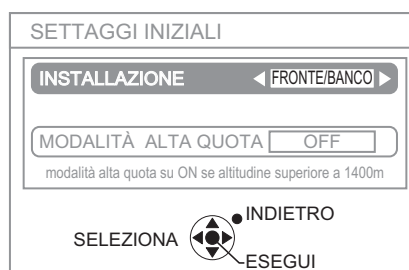 SETTAGGI INIZIALI
INSTALLAZIONE FRONTE/BANCO
MODALITÀ ALTA QUOTA OFF
modalità alta quota su ON se altitudine superiore a 1400m
INDIETRO
SELEZIONA
ESEGUI